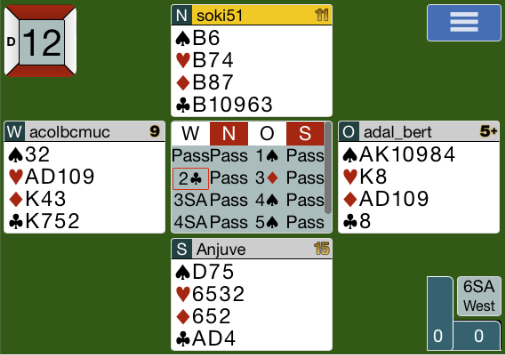 D 12
N soki51 11
♠B6
♥B74
♦B87
♣B10963
W acolbcmuc 9
♠32
♥AD109
♦K43
♣K752
W N O S
Pass Pass 1♠ Pass
2♣ Pass 3♦ Pass
3SA Pass 4♠ Pass
4SA Pass 5♠ Pass
O adal_bert 5+
♠AK10984
♥K8
♦AD109
♣8
S Anjuve 15
♠D75
♥6532
♦652
♣AD4
6SA
West
0 0